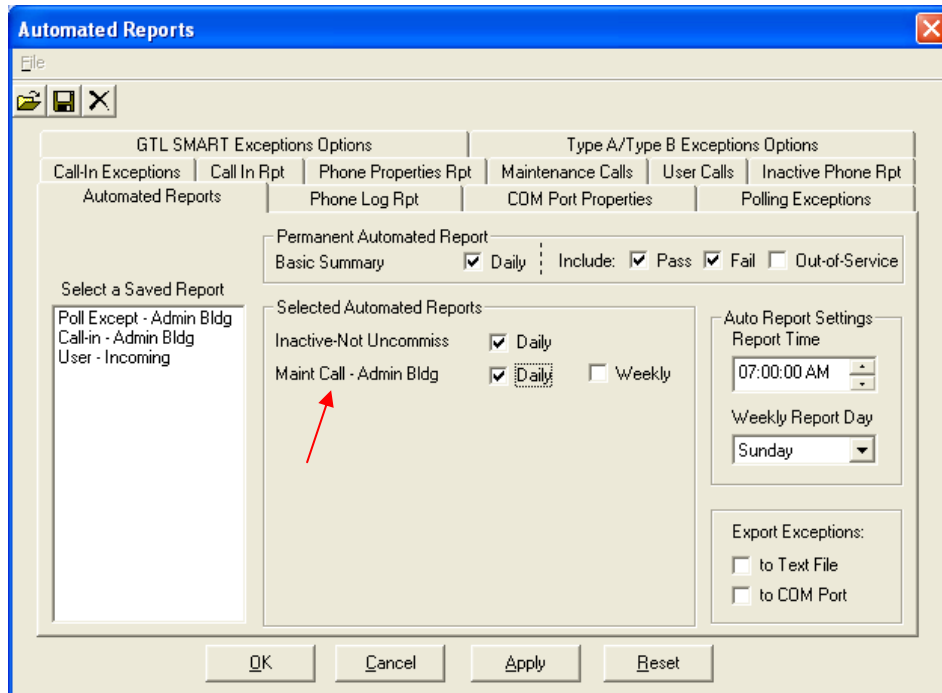 Automated Reports
File
GTL SMART Exceptions Options
Type A/Type B Exceptions Options
Call-In Exceptions
Call In Rpt
Phone Properties Rpt
Maintenance Calls
User Calls
Inactive Phone Rpt
Automated Reports
Phone Log Rpt
COM Port Properties
Polling Exceptions
Permanent Automated Report
Basic Summary
Daily
Include:
Pass
Fail
Out-of-Service
Select a Saved Report
Poll Except - Admin Bldg
Call-in - Admin Bldg
User - Incoming
Selected Automated Reports
Inactive-Not Uncommiss
Daily
Maint Call - Admin Bldg
Daily
Weekly
Auto Report Settings
Report Time
07:00:00 AM
Weekly Report Day
Sunday
Export Exceptions:
to Text File
to COM Port
OK
Cancel
Apply
Reset